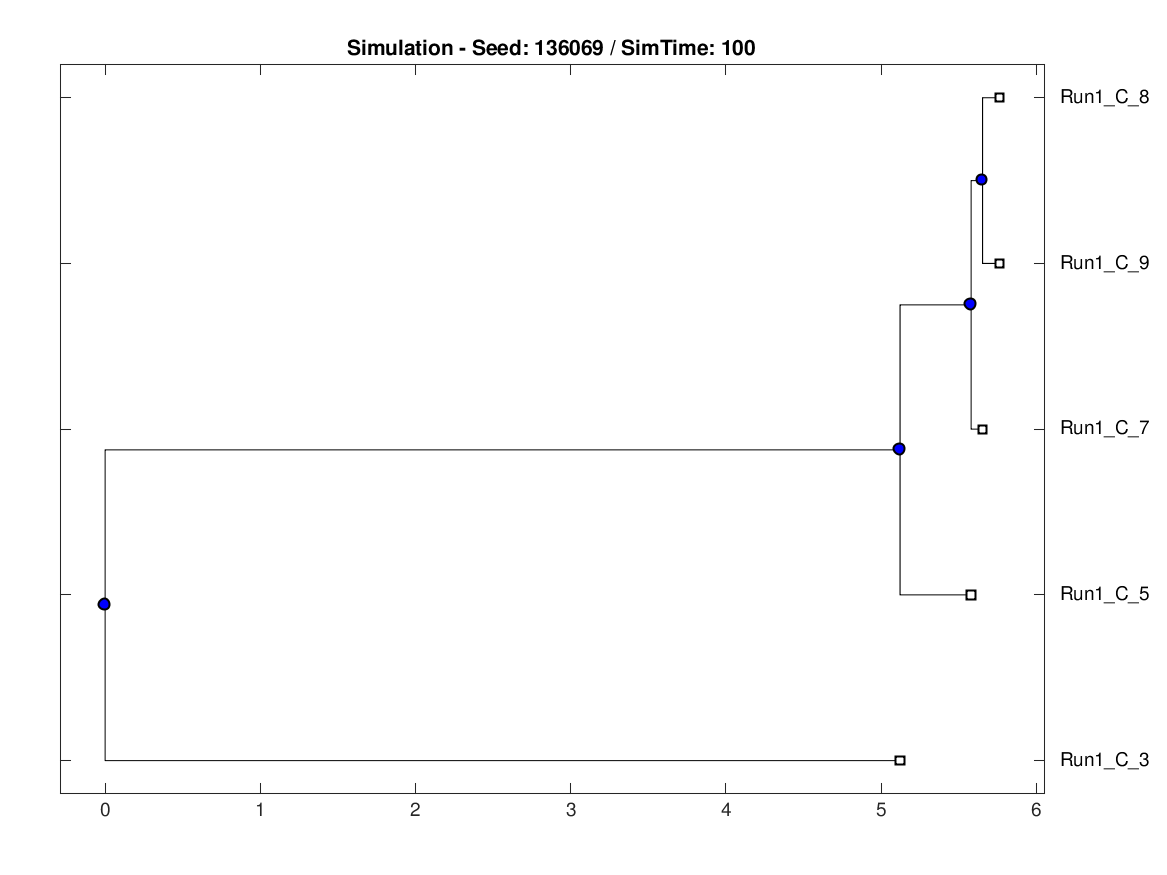 Simulation - Seed: 136069 / SimTime: 100
Run1_C_8
Run1_C_9
Run1_C_7
Run1_C_5
Run1_C_3
0 1 2 3 4 5 6